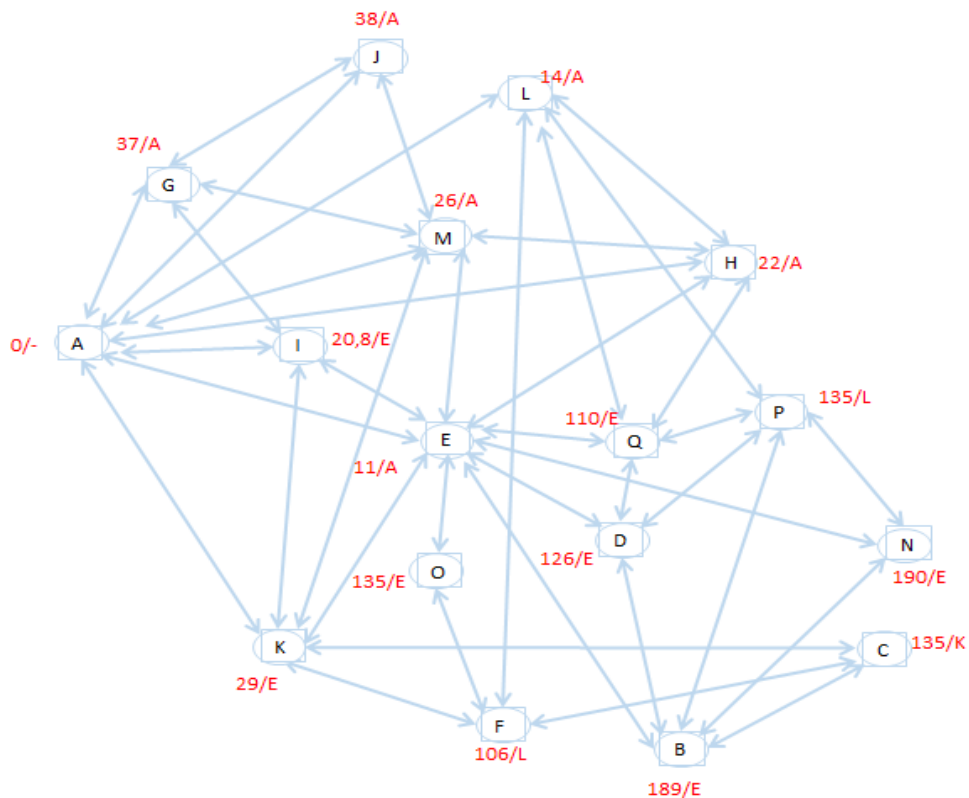 38/A
J
14/A
L
37/A
G
26/A
M
H
22/A
0/-
A
I
20,8/E
P
135/L
110/E
E
Q
11/A
D
N
O
135/E
126/E
190/E
K
C
135/K
29/E
F
106/L
B
189/E